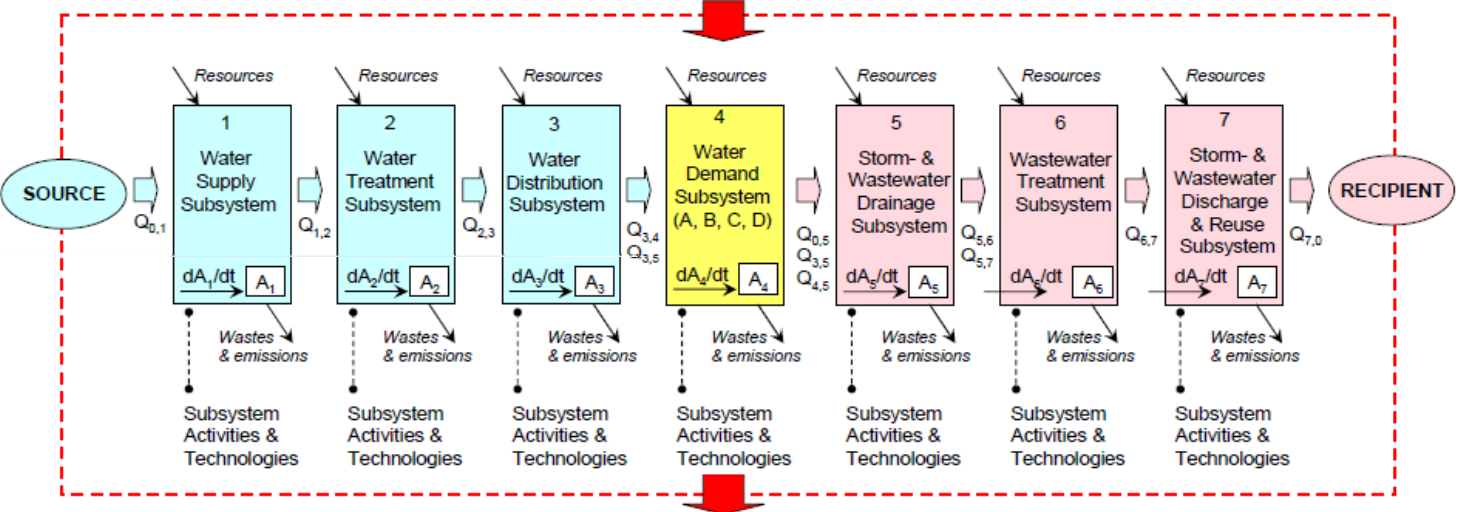 Resources
Resources
Resources
Resources
Resources
Resources
Resources
SOURCE
Q0,1
1
Water
Supply
Subsystem
dA1/dt
A1
Q1,2
2
Water
Treatment
Subsystem
dA2/dt
A2
Q2,3
3
Water
Distribution
Subsystem
dA3/dt
A3
Q3,4
Q3,5
4
Water
Demand
Subsystem
(A, B, C, D)
dA4/dt
A4
Q0,5
Q3,5
Q4,5
5
Storm- &
Wastewater
Drainage
Subsystem
dA5/dt
A5
Q5,6
Q5,7
6
Wastewater
Treatment
Subsystem
dA6/dt
A6
Q6,7
7
Storm- &
Wastewater
Discharge
& Reuse
Subsystem
dA7/dt
A7
Q7,0
RECIPIENT
Wastes
& emissions
Wastes
& emissions
Wastes
& emissions
Wastes
& emissions
Wastes
& emissions
Wastes
& emissions
Wastes
& emissions
Subsystem
Activities &
Technologies
Subsystem
Activities &
Technologies
Subsystem
Activities &
Technologies
Subsystem
Activities &
Technologies
Subsystem
Activities &
Technologies
Subsystem
Activities &
Technologies
Subsystem
Activities &
Technologies